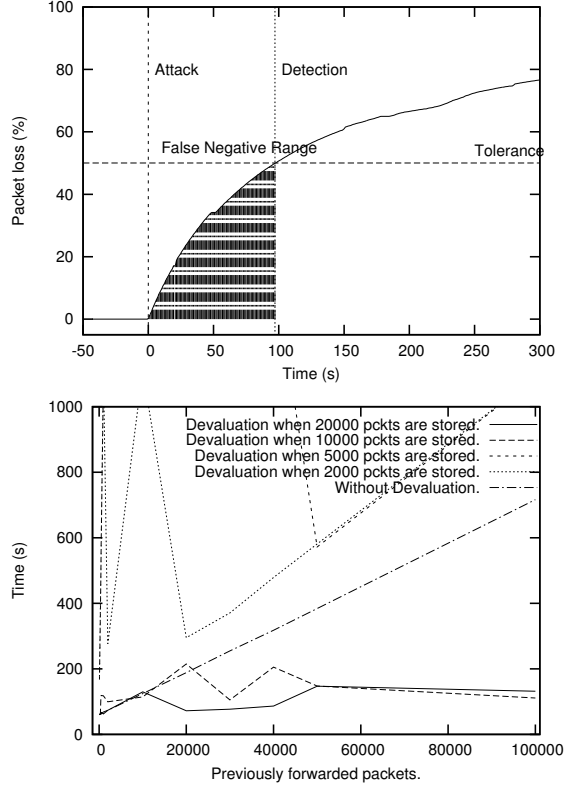 100
80
60
40
20
0
Packet loss (%)
Attack
Detection
False Negative Range
Tolerance
-50 0 50 100 150 200 250 300
Time (s)
1000
800
600
400
200
0
Time (s)
Devaluation when 20000 pckts are stored.
Devaluation when 10000 pckts are stored.
Devaluation when 5000 pckts are stored.
Devaluation when 2000 pckts are stored.
Without Devaluation.
0 20000 40000 60000 80000 100000
Previously forwarded packets.